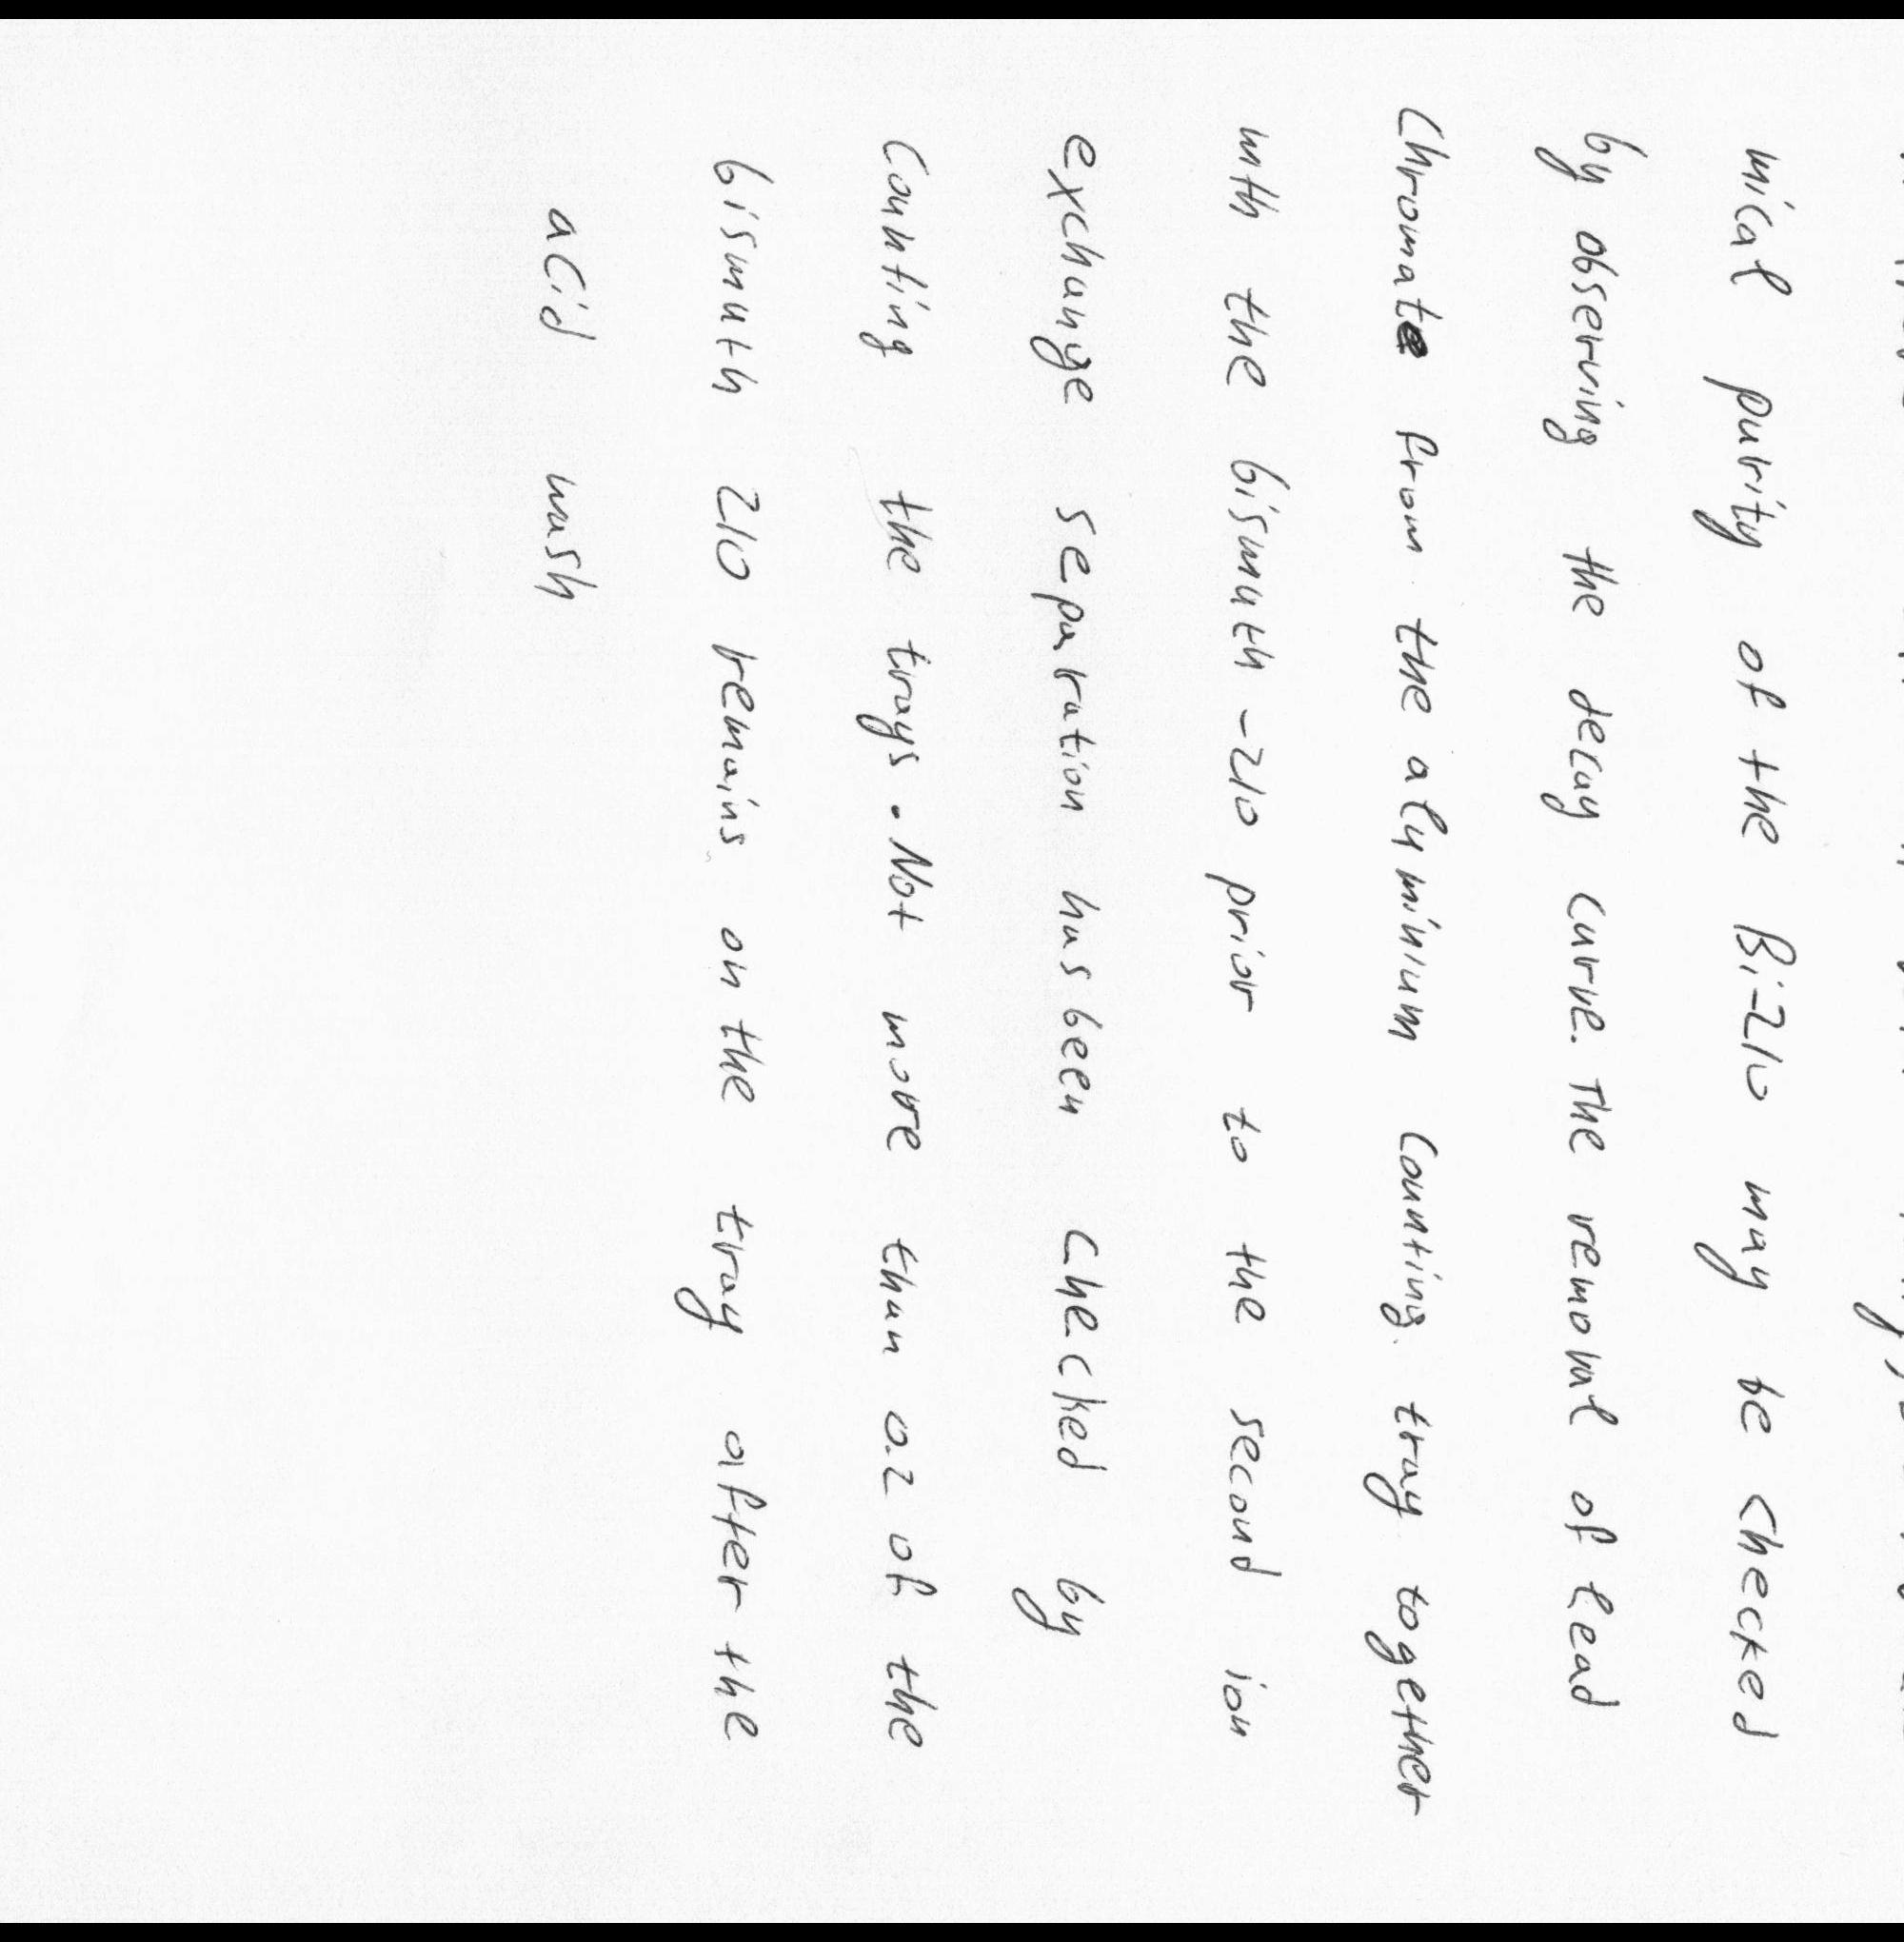 mical purity of the Bi-210 may be checked
by observing the decay curve. The removal of lead
Chromate from the aluminium counting tray together
with the bismuth-210 prior to the second ion
exchange separation has been checked by
Counting the trays. Not more than 0.2 of the
bismuth 210 remains on the tray after the
acid wash